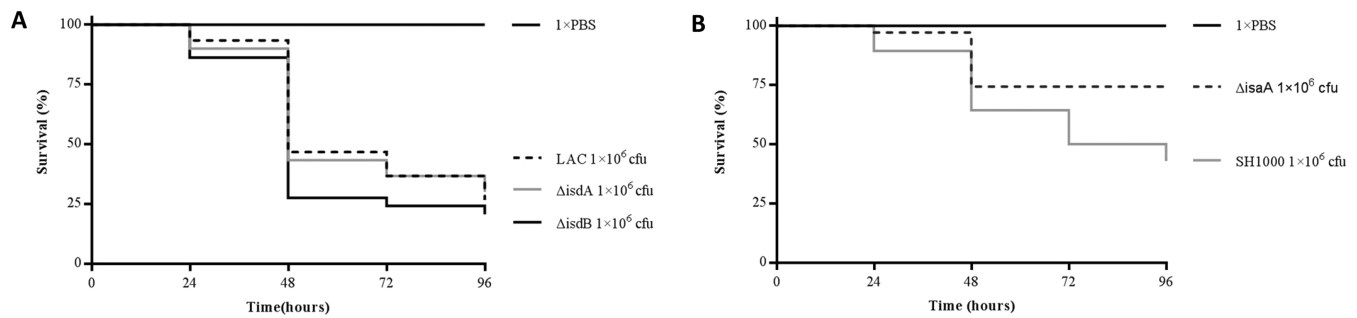 A
Survival (%)
100
75
50
25
0
0 24 48 72 96
Time(hours)
1×PBS
LAC 1×10⁶ cfu
ΔisdA 1×10⁶ cfu
ΔisdB 1×10⁶ cfu
B
Survival (%)
100
75
50
25
0
0 24 48 72 96
Time (hours)
1×PBS
ΔisaA 1×10⁶ cfu
SH1000 1×10⁶ cfu